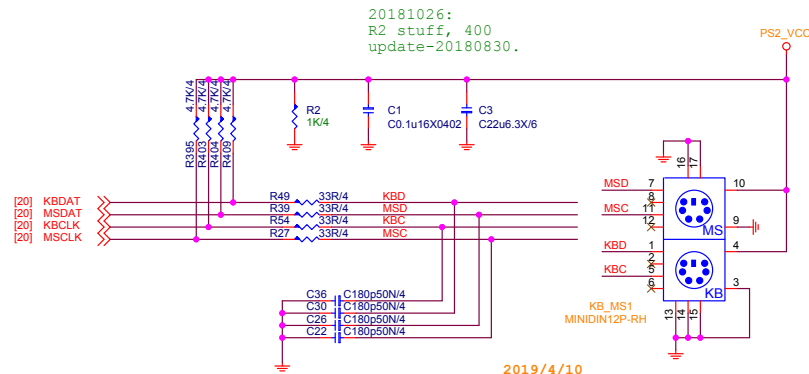 20181026:
R2 stuff, 400
update-20180830.
PS2_VCC
4.7K/4
4.7K/4
4.7K/4
4.7K/4
R395
R403
R404
R409
R2
1K/4
C1
C0.1u16X0402
C3
C22u6.3X/6
[20] KBDAT
[20] MSDAT
[20] KBCLK
[20] MSCLK
R49 33R/4 KBD
R39 33R/4 MSD
R54 33R/4 KBC
R27 33R/4 MSC
C36 C180p50N/4
C30 C180p50N/4
C26 C180p50N/4
C22 C180p50N/4
16
17
MSD 7
8
MSC 11
12
10
9
MS
KBD 1
2
KBC 5
6
4
3
KB
13
14
15
KB_MS1
MINIDIN12P-RH
2019/4/10